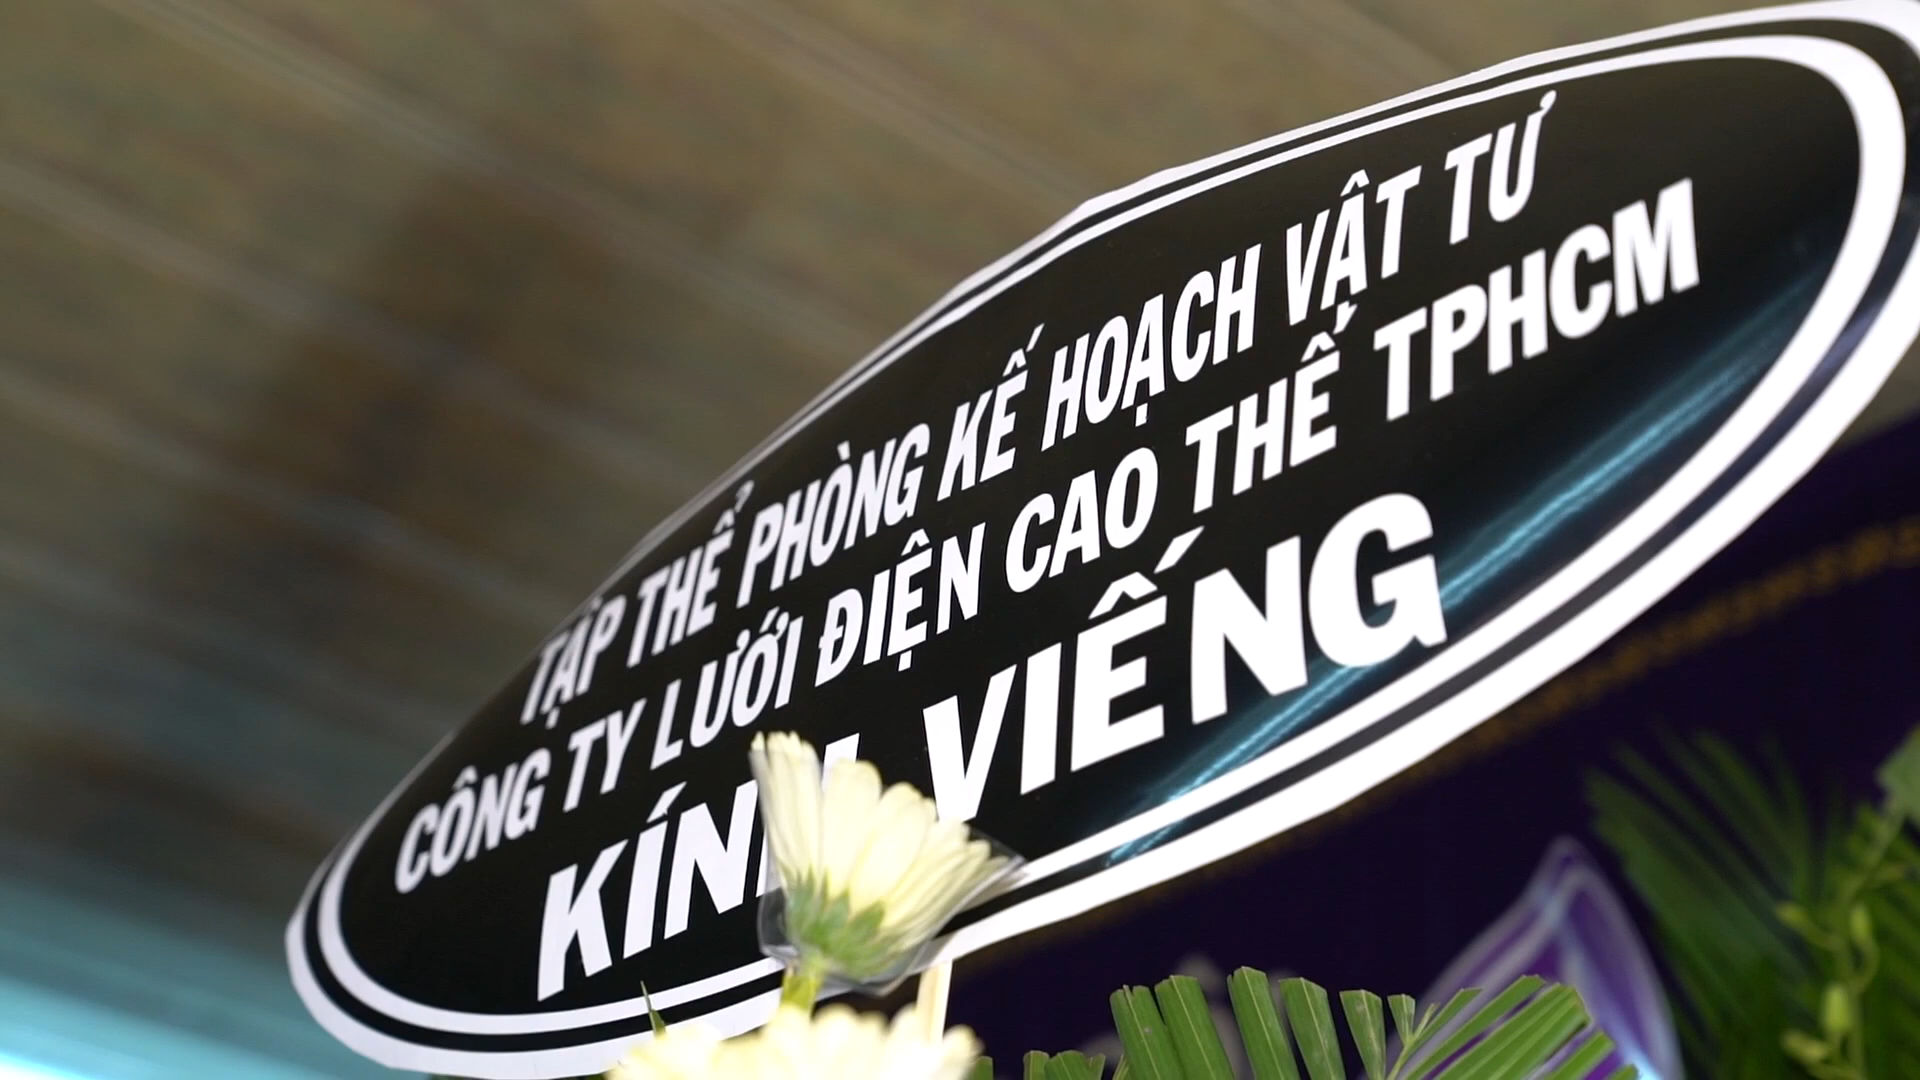 TẬP THỂ PHÒNG KẾ HOẠCH VẬT TƯ
CÔNG TY LƯỚI ĐIỆN CAO THẾ TPHCM
KÍNH VIẾNG